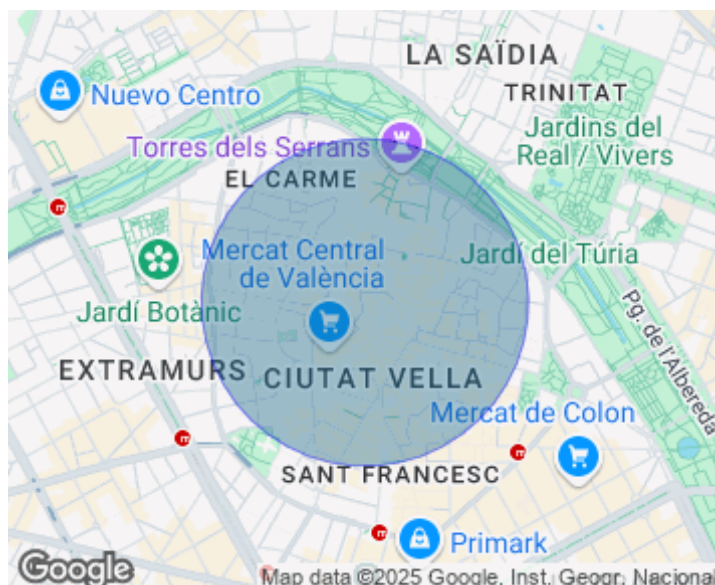 LA SAÏDIA
TRINITAT
Nuevo Centro
Jardins del
Real / Vivers
Torres dels Serrans
EL CARME
Mercat Central
de València
Jardí del Túria
Jardí Botànic
Pg. de l'Albereda
EXTRAMURS
CIUTAT VELLA
Mercat de Colon
SANT FRANCESC
Primark
Google
Map data ©2025 Google, Inst. Geogr. Nacional